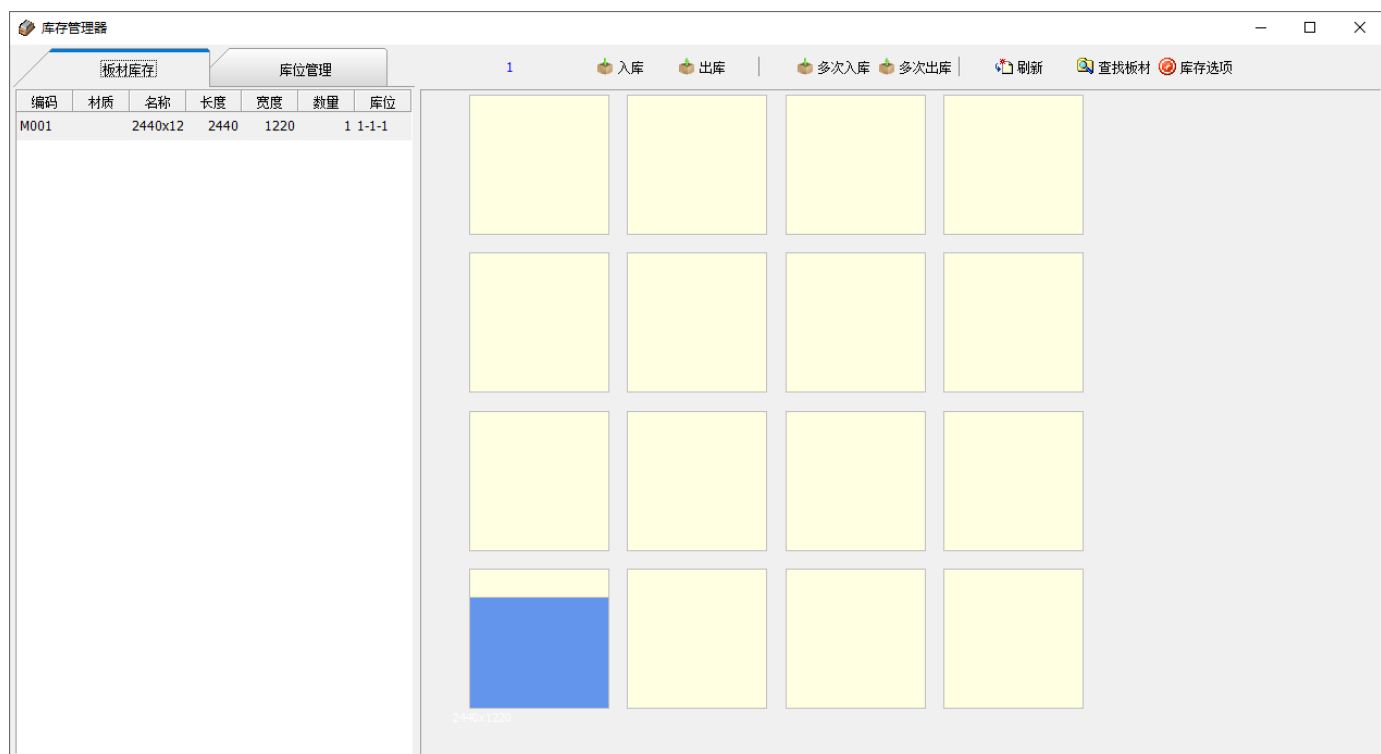 库存管理器
板材库存 库位管理 1 入库 出库 多次入库 多次出库 刷新 查找板材 库存选项
编码 材质 名称 长度 宽度 数量 库位
M001 2440x12 2440 1220 1 1-1-1
2440x1220